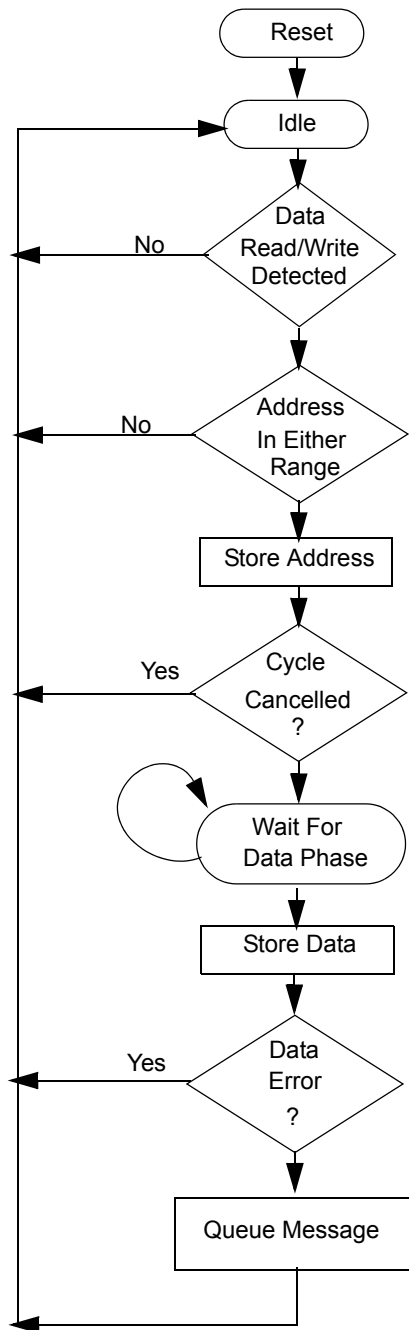 Reset
Idle
Data
No
Read/Write
Detected
Address
No
In Either
Range
Store Address
Yes
Cycle
Cancelled
?
Wait For
Data Phase
Store Data
Yes
Data
Error
?
Queue Message